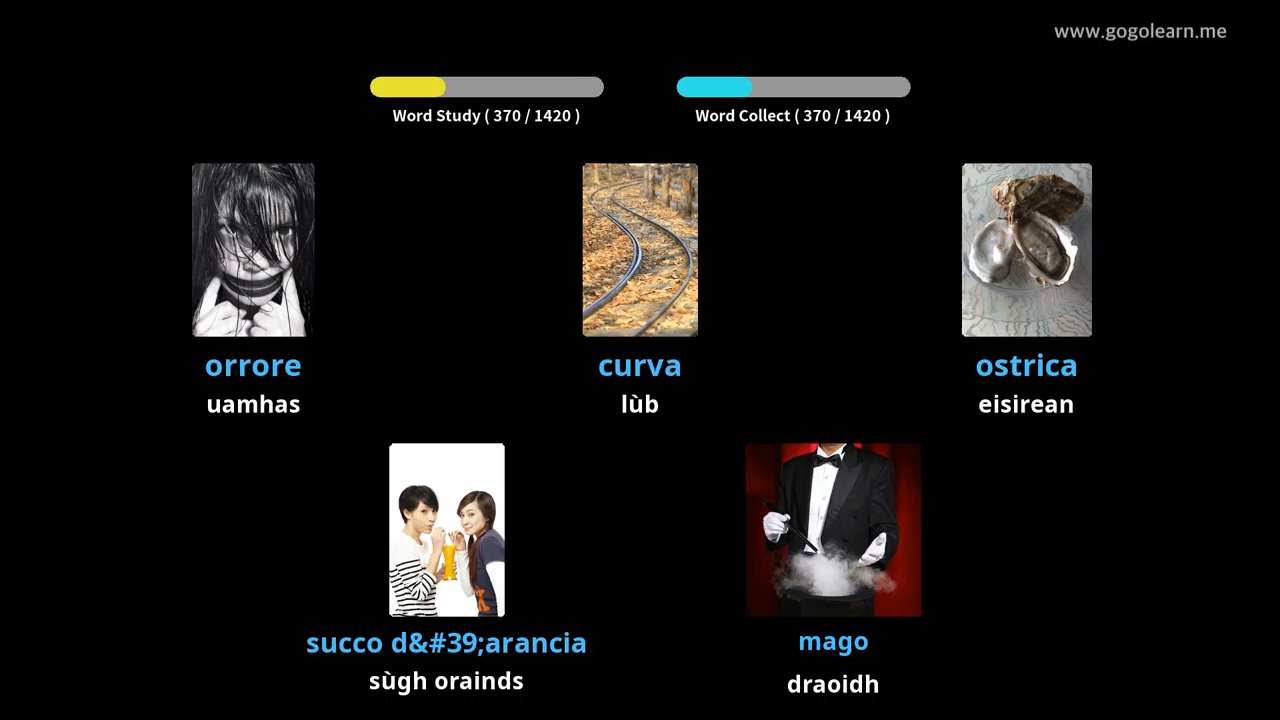 www.gogolearn.me
Word Study ( 370 / 1420 )
Word Collect ( 370 / 1420 )
orrore
uamhas
curva
lùb
ostrica
eisirean
succo d&#39;arancia
sùgh orainds
mago
draoidh